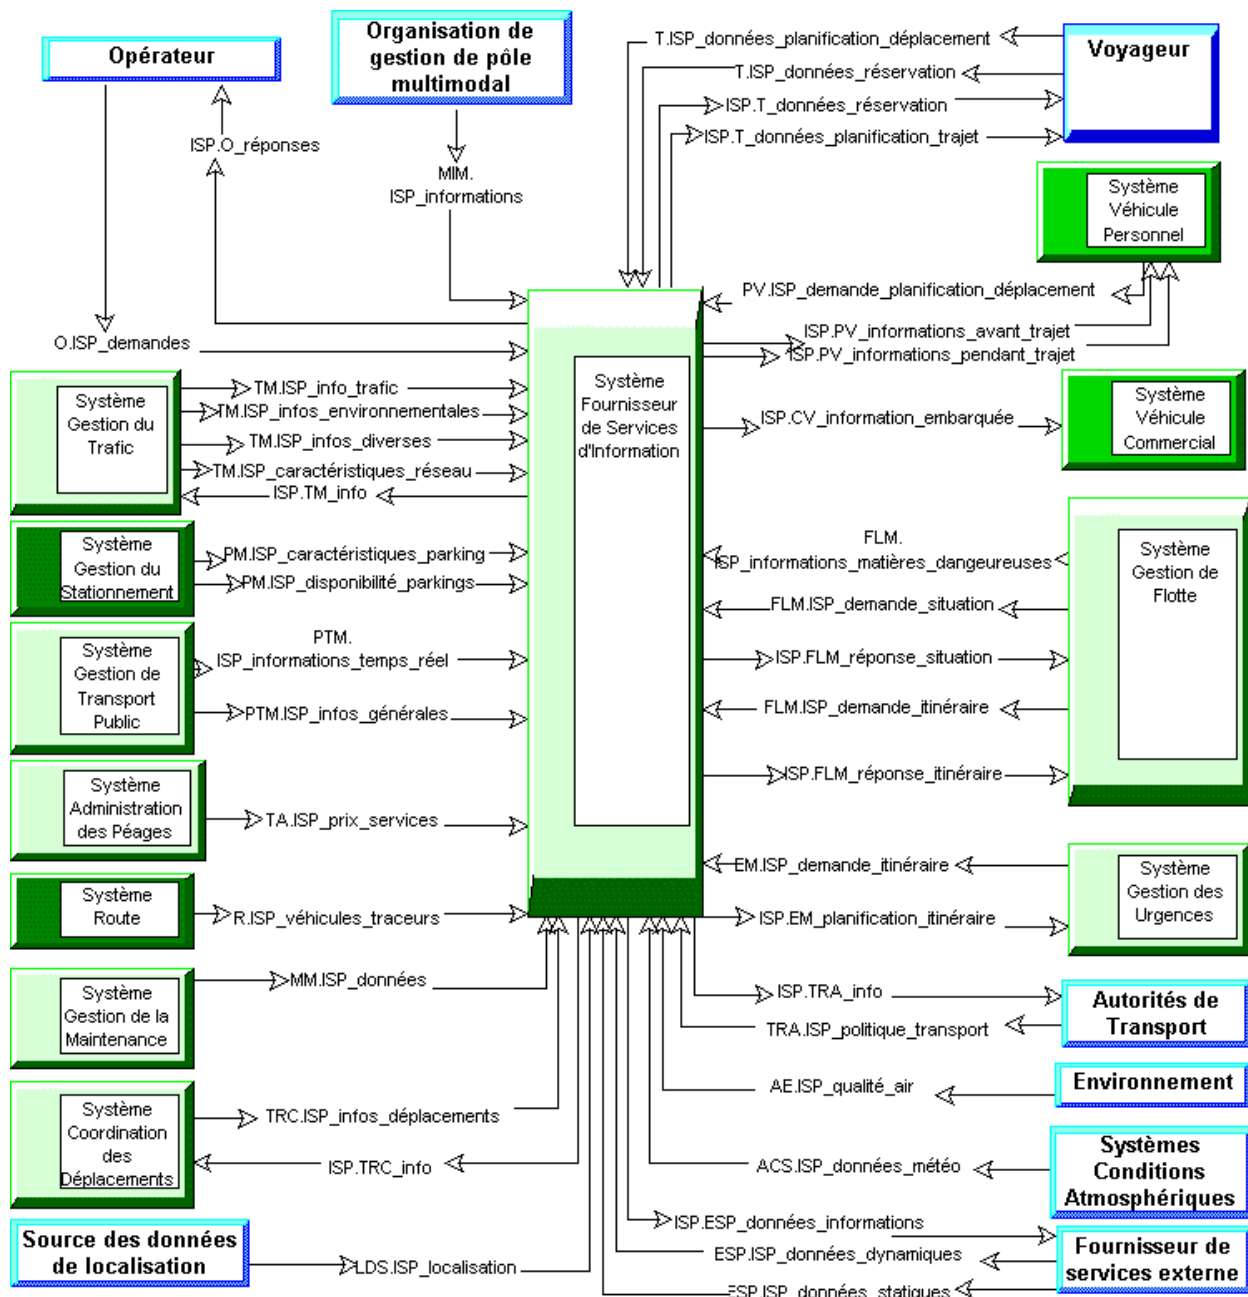 Opérateur
Organisation de
gestion de pôle
multimodal
Voyageur
T.ISP_données_planification_déplacement
T.ISP_données_réservation
ISP.T_données_réservation
ISP.T_données_planification_trajet
ISP.O_réponses
MIM.
ISP_informations
Système
Véhicule
Personnel
PV.ISP_demande_planification_déplacement
ISP.PV_informations_avant_trajet
ISP.PV_informations_pendant_trajet
O.ISP_demandes
Système
Gestion du
Trafic
TM.ISP_info_trafic
TM.ISP_infos_environnementales
TM.ISP_infos_diverses
TM.ISP_caractéristiques_réseau
ISP.TM_info
Système
Fournisseur
de Services
d'Information
ISP.CV_information_embarquée
Système
Véhicule
Commercial
Système
Gestion du
Stationnement
PM.ISP_caractéristiques_parking
PM.ISP_disponibilité_parkings
FLM.
ISP_informations_matières_dangeureuses
FLM.ISP_demande_situation
ISP.FLM_réponse_situation
FLM.ISP_demande_itinéraire
ISP.FLM_réponse_itinéraire
Système
Gestion de
Flotte
Système
Gestion de
Transport
Public
PTM.
ISP_informations_temps_réel
PTM.ISP_infos_générales
Système
Administration
des Péages
TA.ISP_prix_services
EM.ISP_demande_itinéraire
ISP.EM_planification_itinéraire
Système
Gestion des
Urgences
Système
Route
R.ISP_véhicules_traceurs
Système
Gestion de la
Maintenance
MM.ISP_données
ISP.TRA_info
TRA.ISP_politique_transport
Autorités de
Transport
AE.ISP_qualité_air
Environnement
Système
Coordination
des
Déplacements
TRC.ISP_infos_déplacements
ISP.TRC_info
ACS.ISP_données_météo
Systèmes
Conditions
Atmosphériques
Source des données
de localisation
LDS.ISP_localisation
ISP.ESP_données_informations
ESP.ISP_données_dynamiques
ESP.ISP_données_statiques
Fournisseur de
services externe